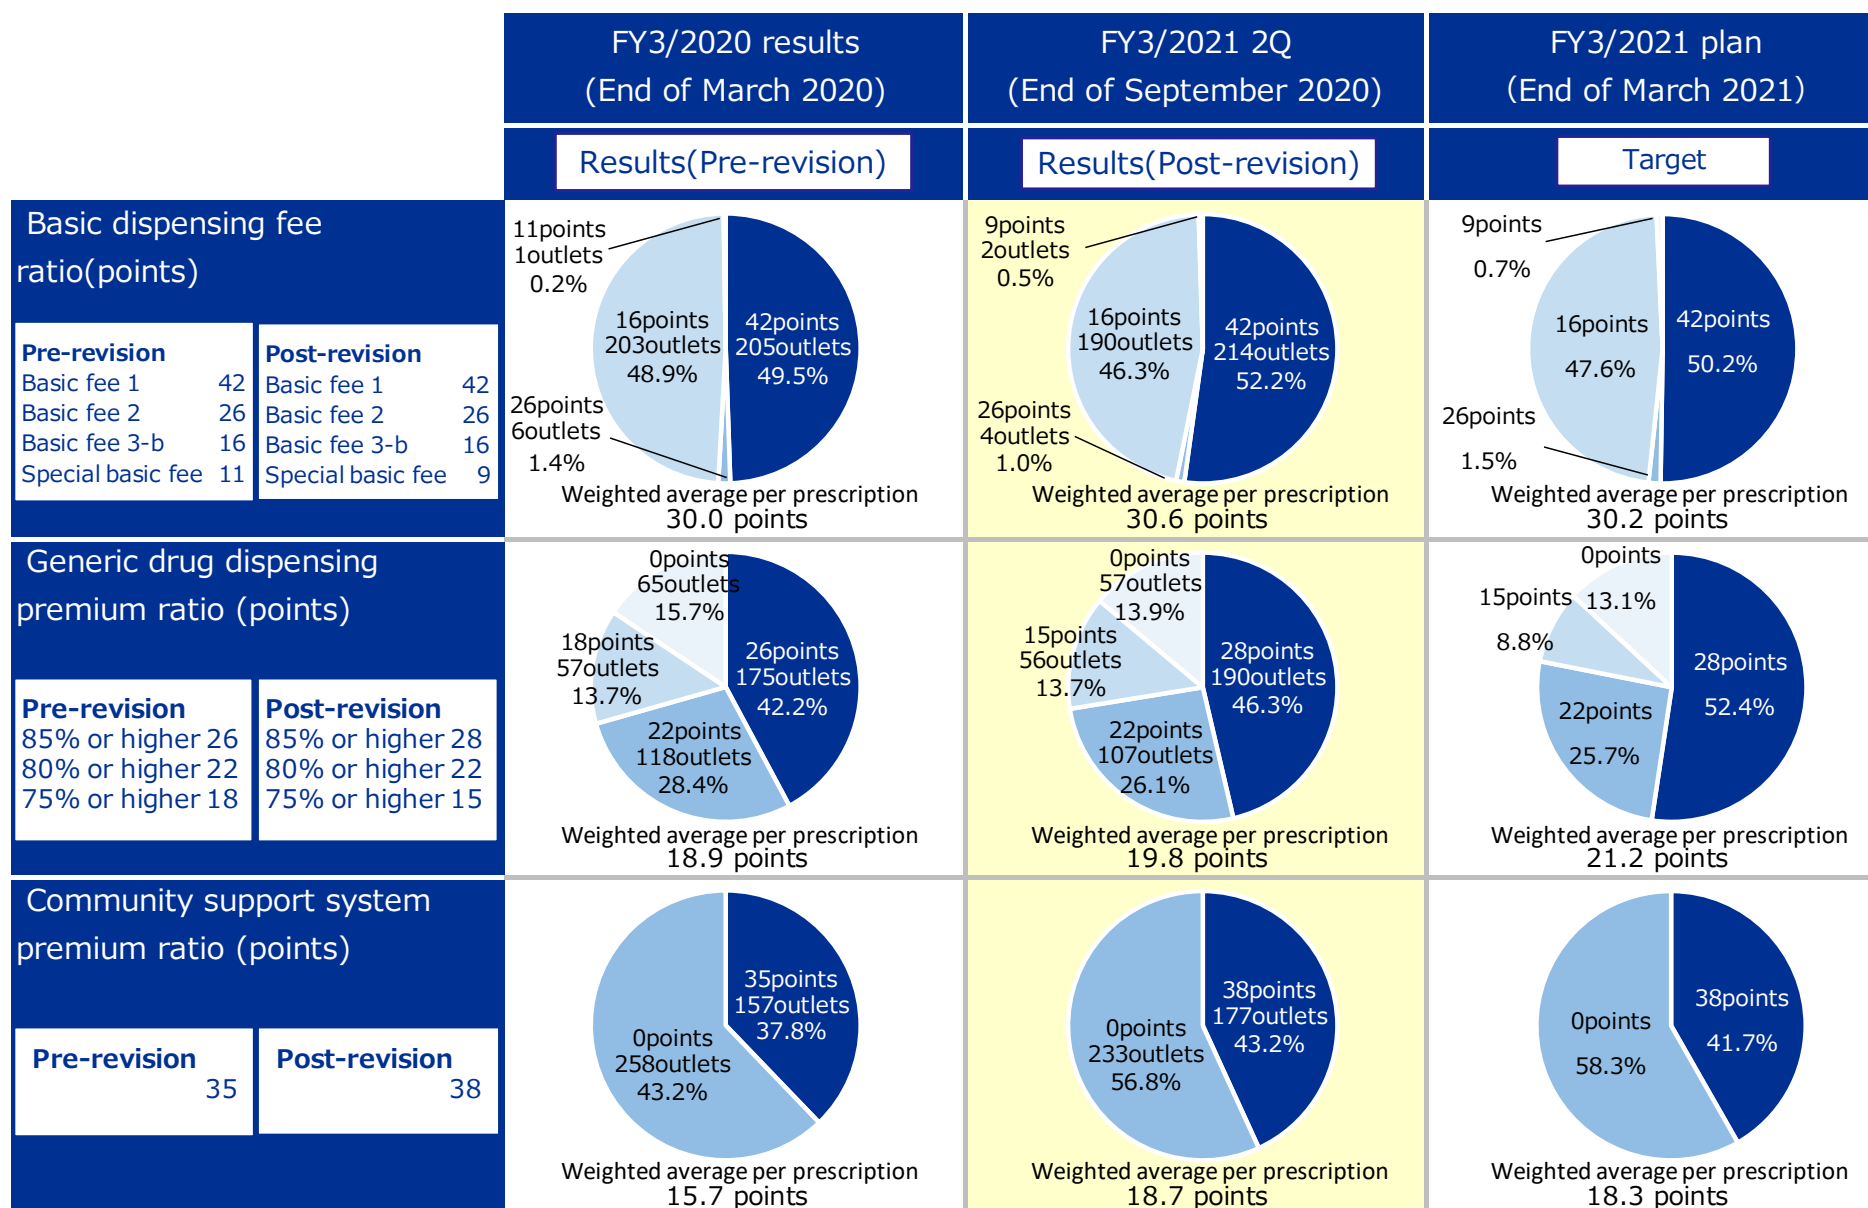 FY3/2020 results
(End of March 2020)
FY3/2021 2Q
(End of September 2020)
FY3/2021 plan
(End of March 2021)
Results(Pre-revision)
Results(Post-revision)
Target
Basic dispensing fee
ratio(points)
Pre-revision
Basic fee 1 42
Basic fee 2 26
Basic fee 3-b 16
Special basic fee 11
Post-revision
Basic fee 1 42
Basic fee 2 26
Basic fee 3-b 16
Special basic fee 9
11points
1outlets
0.2%
16points
203outlets
48.9%
42points
205outlets
49.5%
26points
6outlets
1.4%
Weighted average per prescription
30.0 points
9points
2outlets
0.5%
16points
190outlets
46.3%
42points
214outlets
52.2%
26points
4outlets
1.0%
Weighted average per prescription
30.6 points
9points
0.7%
16points
47.6%
42points
50.2%
26points
1.5%
Weighted average per prescription
30.2 points
Generic drug dispensing
premium ratio (points)
Pre-revision
85% or higher 26
80% or higher 22
75% or higher 18
Post-revision
85% or higher 28
80% or higher 22
75% or higher 15
0points
65outlets
15.7%
18points
57outlets
13.7%
26points
175outlets
42.2%
22points
118outlets
28.4%
Weighted average per prescription
18.9 points
0points
57outlets
13.9%
15points
56outlets
13.7%
28points
190outlets
46.3%
22points
107outlets
26.1%
Weighted average per prescription
19.8 points
0points
13.1%
15points
8.8%
28points
52.4%
22points
25.7%
Weighted average per prescription
21.2 points
Community support system
premium ratio (points)
Pre-revision
35
Post-revision
38
35points
157outlets
37.8%
0points
258outlets
43.2%
Weighted average per prescription
15.7 points
38points
177outlets
43.2%
0points
233outlets
56.8%
Weighted average per prescription
18.7 points
38points
41.7%
0points
58.3%
Weighted average per prescription
18.3 points